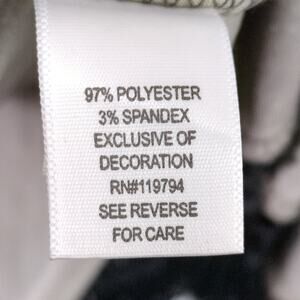 97% POLYESTER
3% SPANDEX
EXCLUSIVE OF
DECORATION
RN#119794
SEE REVERSE
FOR CARE